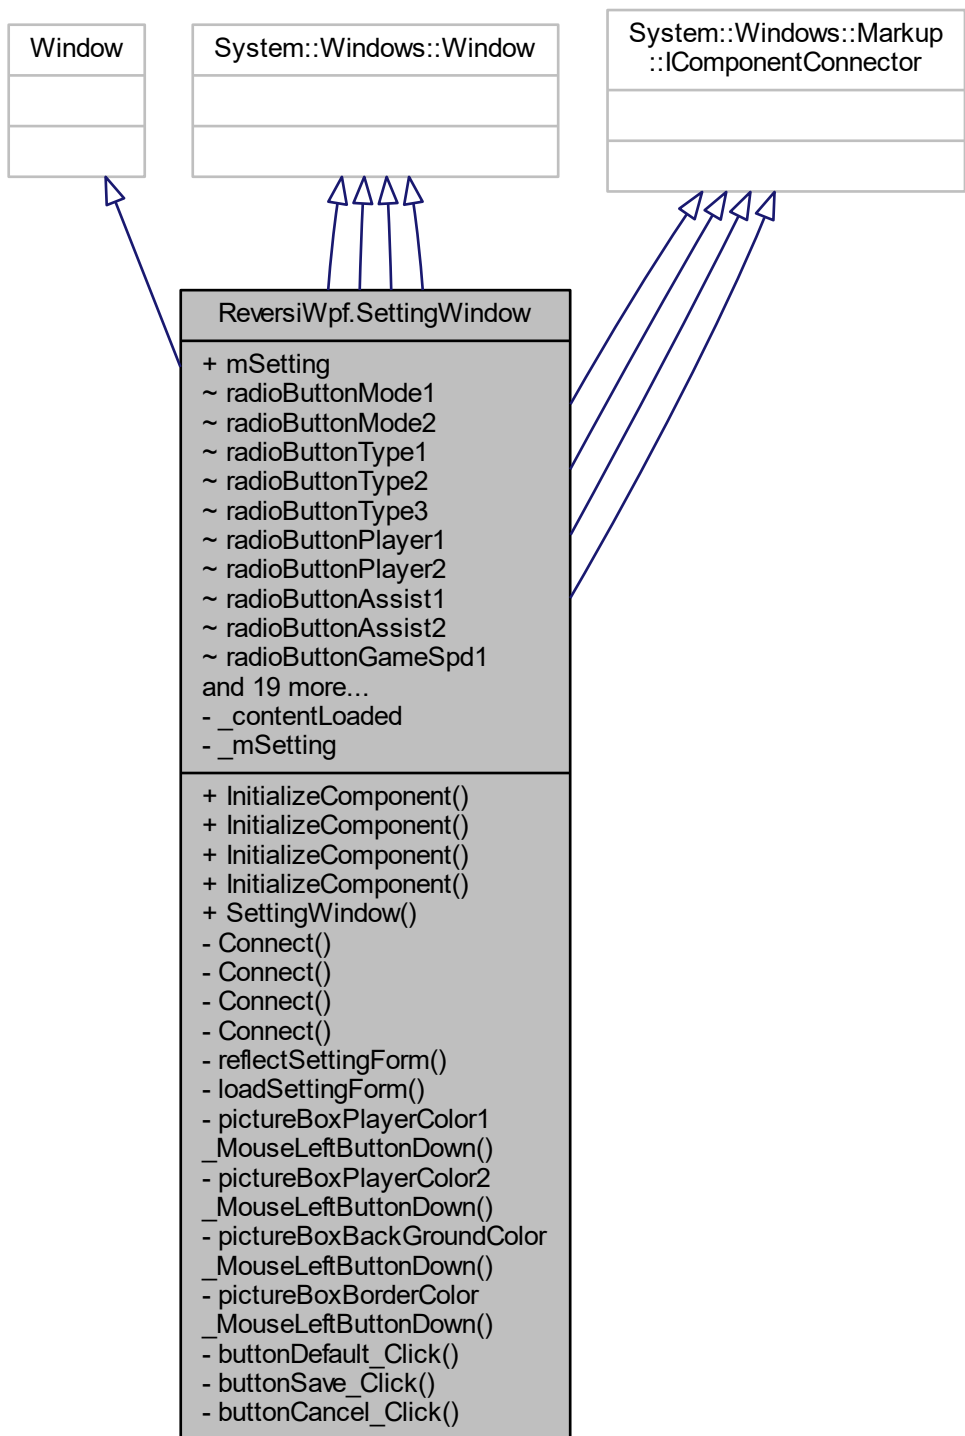 Window
System::Windows::Window
System::Windows::Markup
::IComponentConnector
ReversiWpf.SettingWindow
+ mSetting
~ radioButtonMode1
~ radioButtonMode2
~ radioButtonType1
~ radioButtonType2
~ radioButtonType3
~ radioButtonPlayer1
~ radioButtonPlayer2
~ radioButtonAssist1
~ radioButtonAssist2
~ radioButtonGameSpd1
and 19 more...
- _contentLoaded
- _mSetting
+ InitializeComponent()
+ InitializeComponent()
+ InitializeComponent()
+ InitializeComponent()
+ SettingWindow()
- Connect()
- Connect()
- Connect()
- Connect()
- reflectSettingForm()
- loadSettingForm()
- pictureBoxPlayerColor1
_MouseLeftButtonDown()
- pictureBoxPlayerColor2
_MouseLeftButtonDown()
- pictureBoxBackGroundColor
_MouseLeftButtonDown()
- pictureBoxBorderColor
_MouseLeftButtonDown()
- buttonDefault_Click()
- buttonSave_Click()
- buttonCancel_Click()